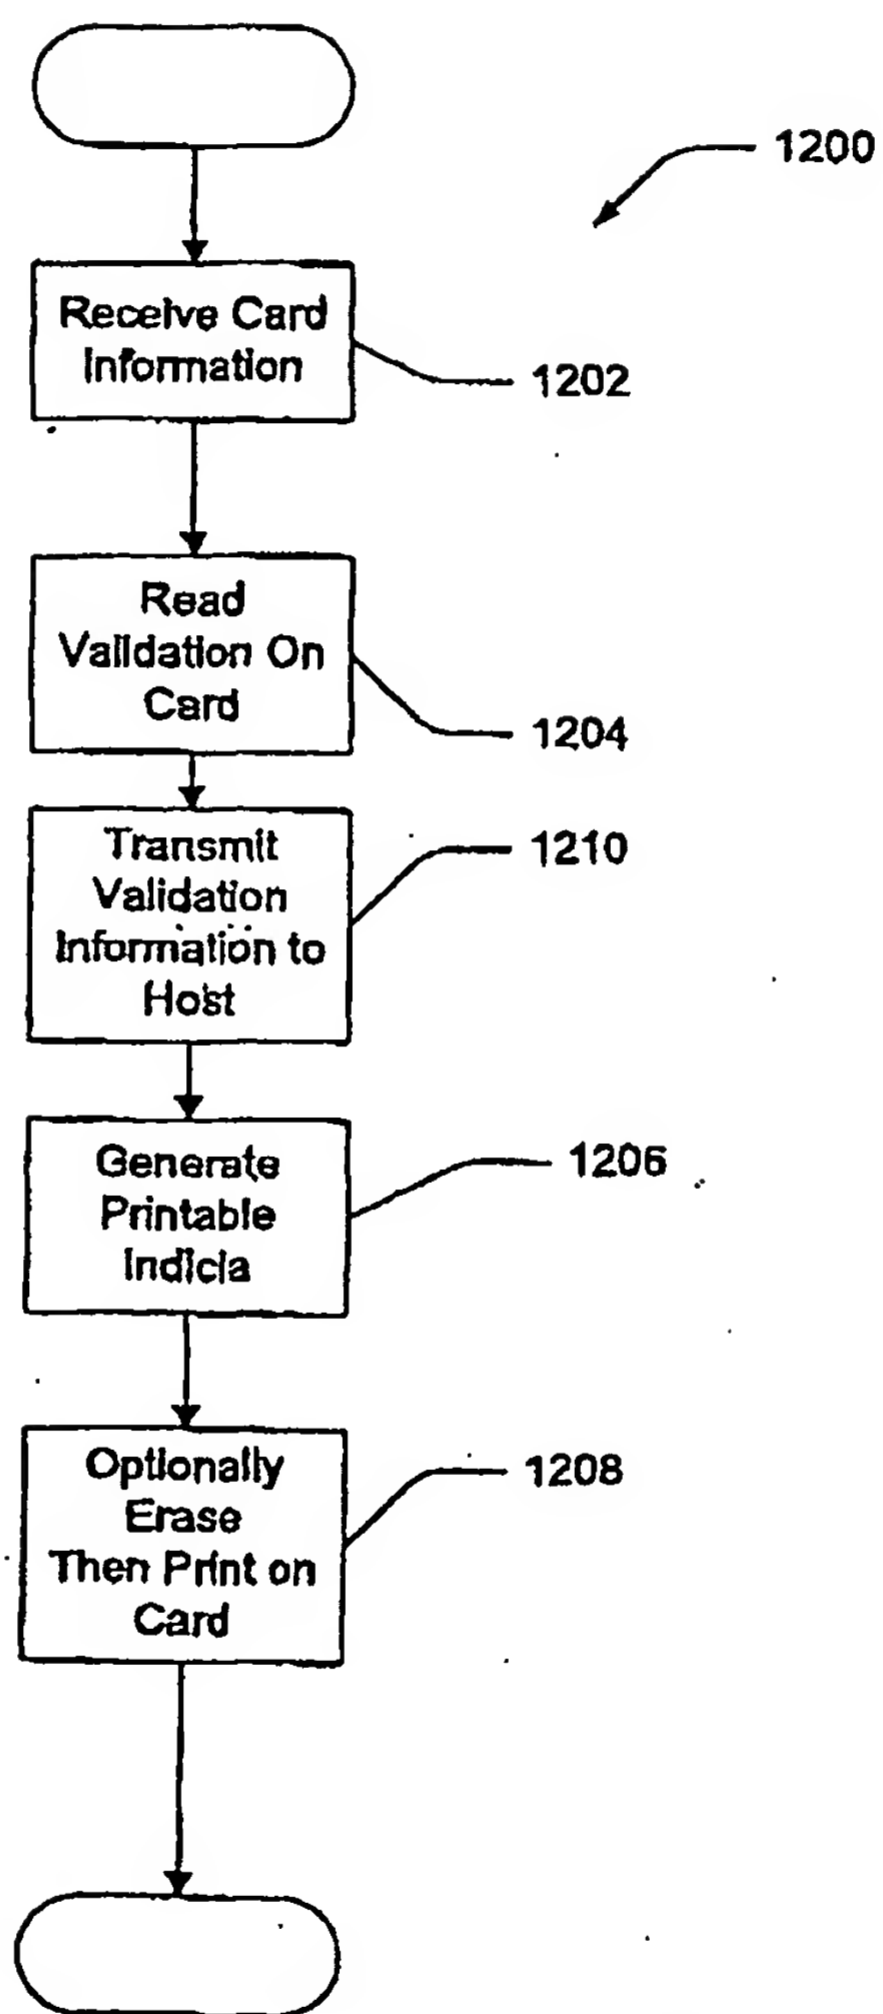 1200
Receive Card
Information
1202
Read
Validation On
Card
1204
Transmit
Validation
Information to
Host
1210
Generate
Printable
Indicia
1206
Optionally
Erase
Then Print on
Card
1208